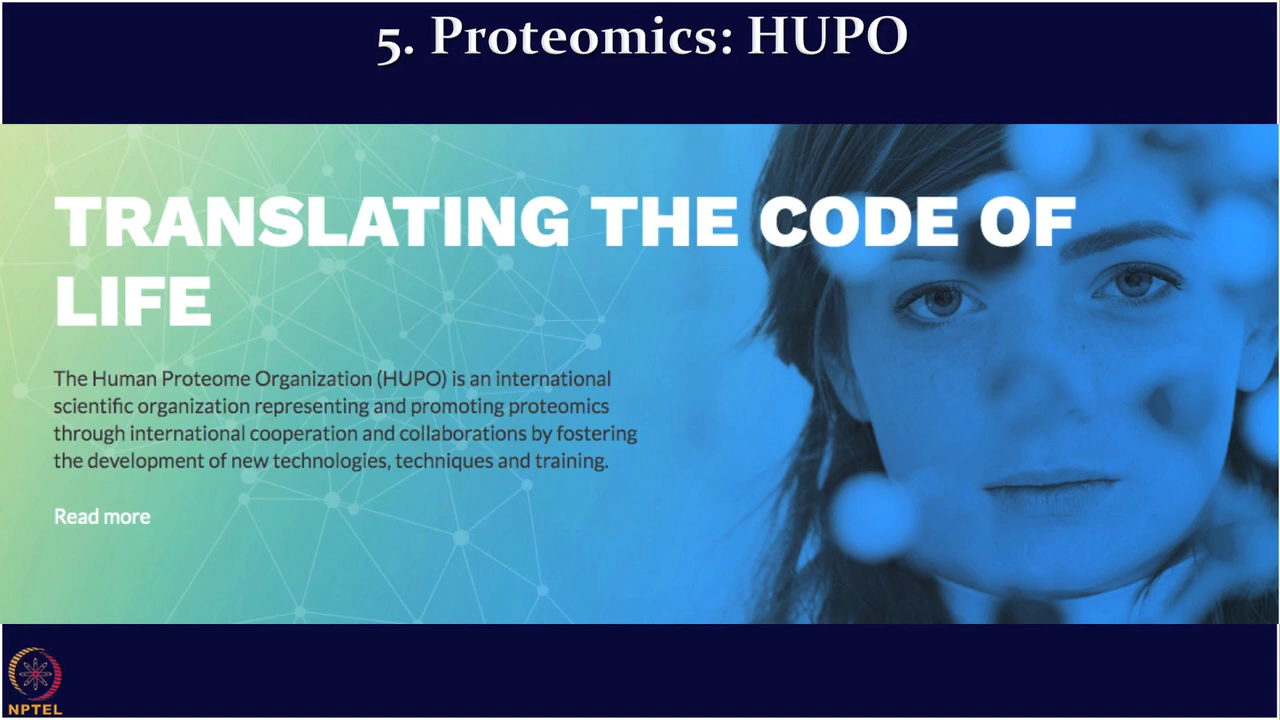 5. Proteomics: HUPO
TRANSLATING THE CODE OF
LIFE
The Human Proteome Organization (HUPO) is an international
scientific organization representing and promoting proteomics
through international cooperation and collaborations by fostering
the development of new technologies, techniques and training.
Read more
NPTEL